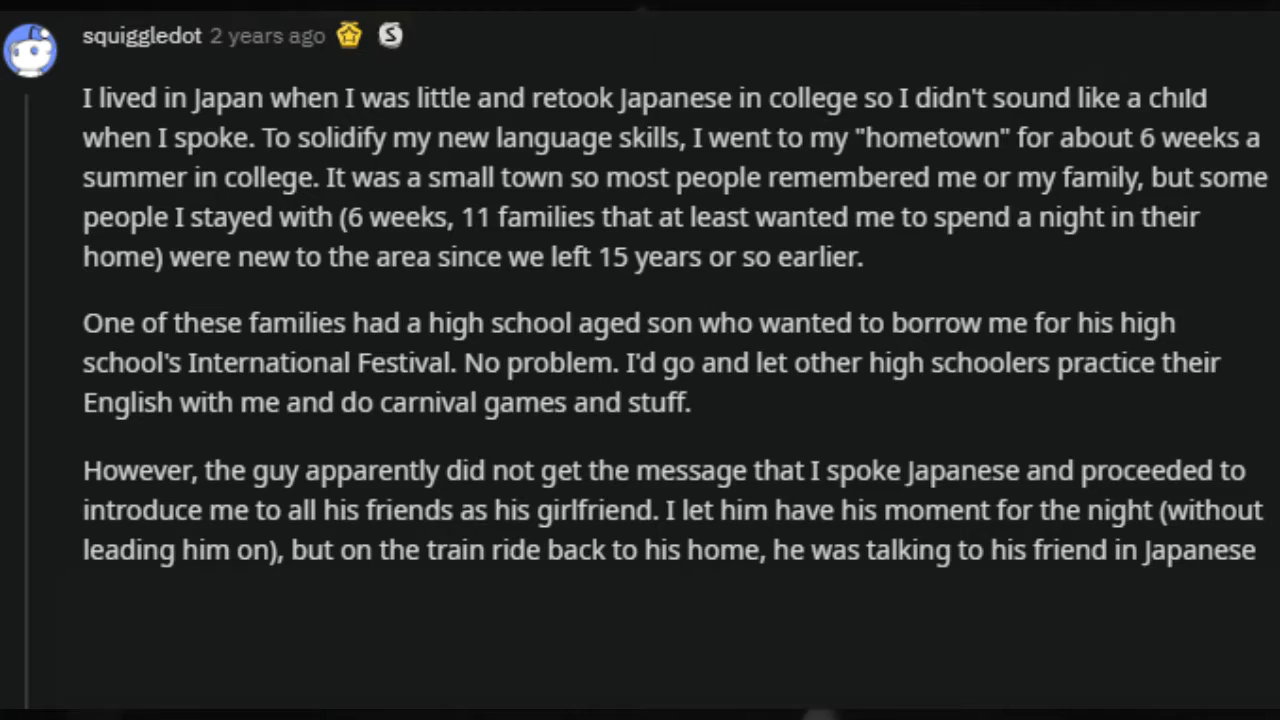 squiggledot 2 years ago
I lived in Japan when I was little and retook Japanese in college so I didn't sound like a child
when I spoke. To solidify my new language skills, I went to my "hometown" for about 6 weeks a
summer in college. It was a small town so most people remembered me or my family, but some
people I stayed with (6 weeks, 11 families that at least wanted me to spend a night in their
home) were new to the area since we left 15 years or so earlier.
One of these families had a high school aged son who wanted to borrow me for his high
school's International Festival. No problem. I'd go and let other high schoolers practice their
English with me and do carnival games and stuff.
However, the guy apparently did not get the message that I spoke Japanese and proceeded to
introduce me to all his friends as his girlfriend. I let him have his moment for the night (without
leading him on), but on the train ride back to his home, he was talking to his friend in Japanese